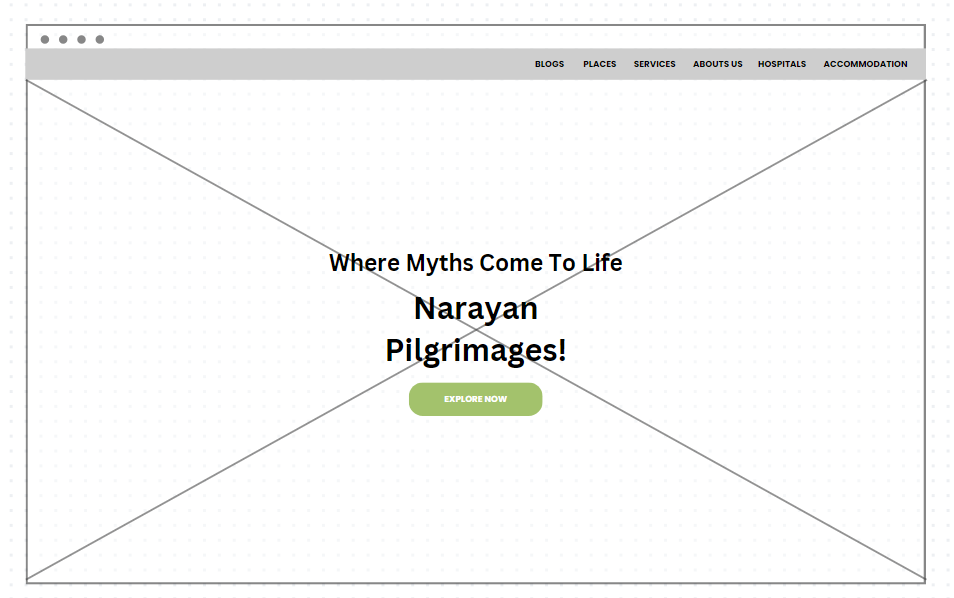 BLOGS PLACES SERVICES ABOUTS US HOSPITALS ACCOMMODATION
Where Myths Come To Life
Narayan
Pilgrimages!
EXPLORE NOW